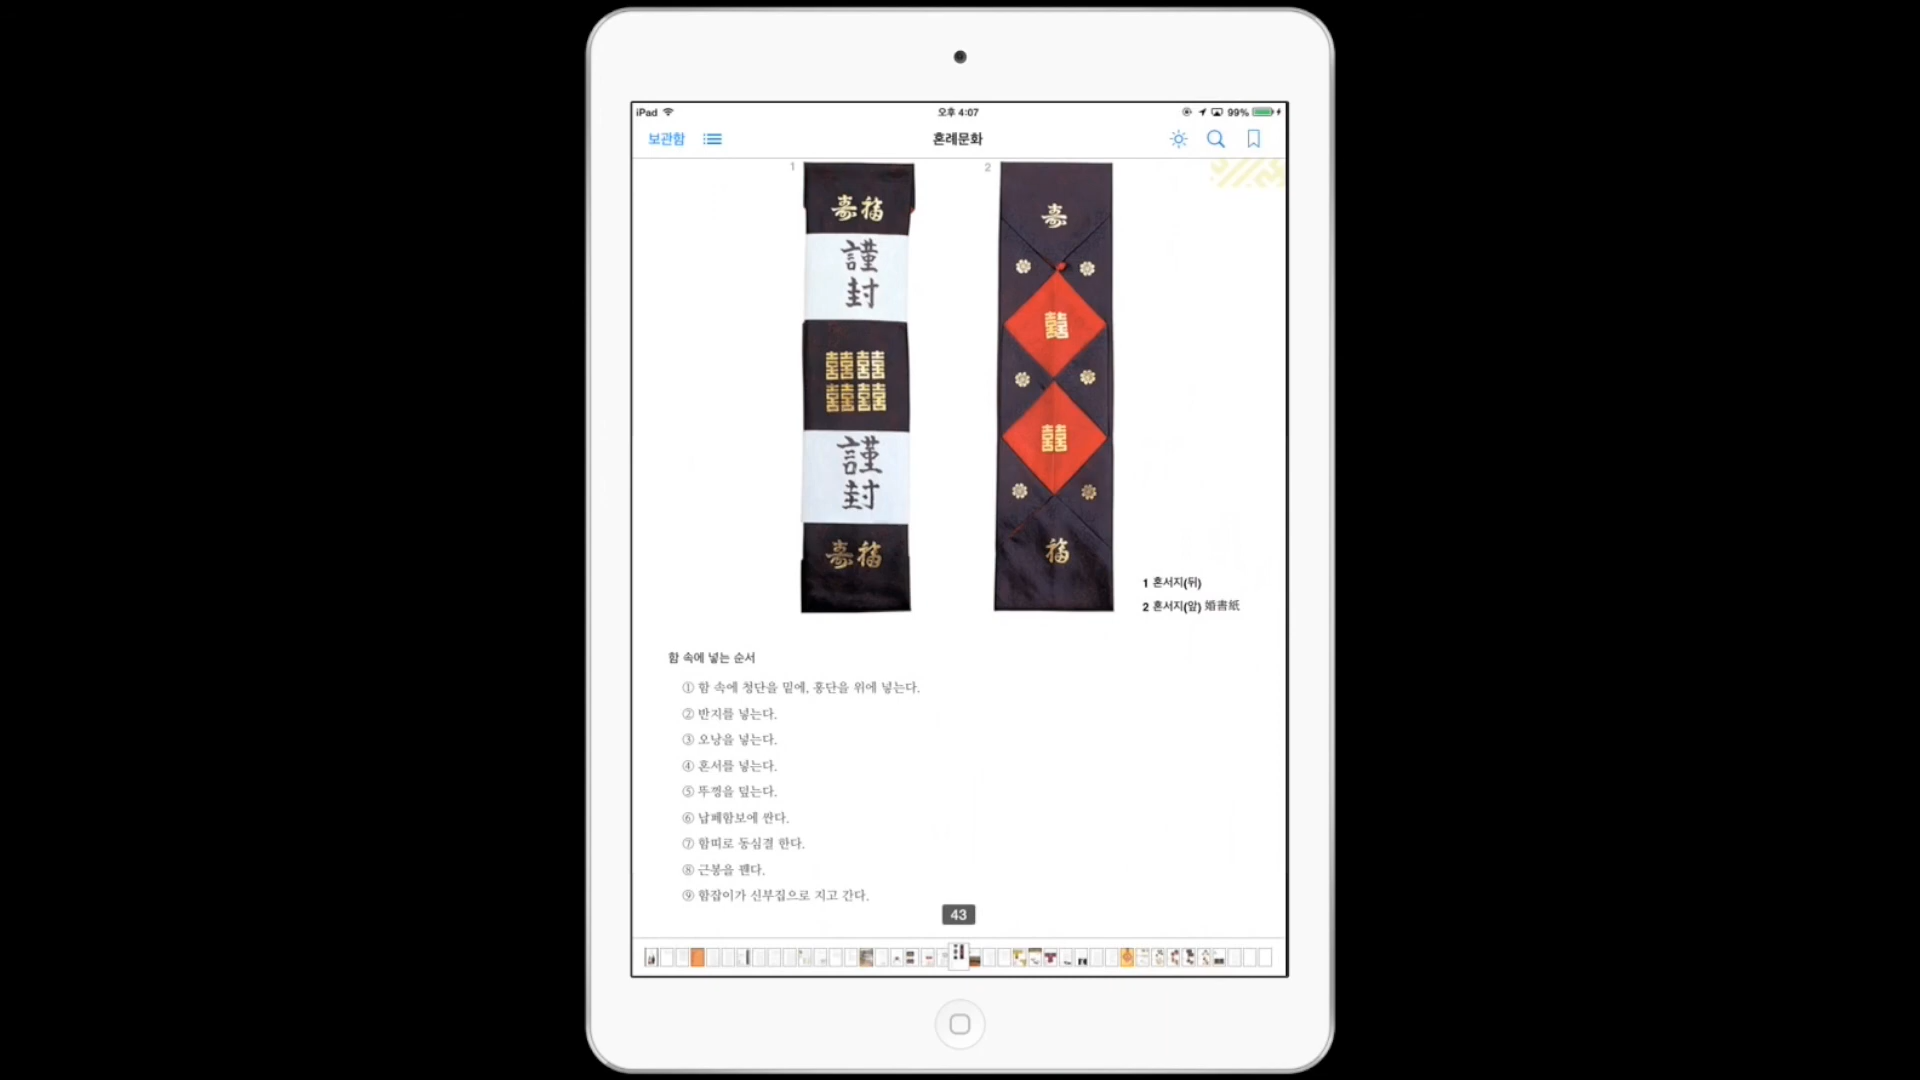 iPad
오후 4:07
99%
보관함
혼례문화
1
2
壽福
謹
封
囍囍
囍囍
謹
封
壽福
壽
囍
囍
福
1 혼서지(뒤)
2 혼서지(앞) 婚書紙
함 속에 넣는 순서
① 함 속에 청단을 밑에, 홍단을 위에 넣는다.
② 반지를 넣는다.
③ 오낭을 넣는다.
④ 혼서를 넣는다.
⑤ 뚜껑을 덮는다.
⑥ 납폐함보에 싼다.
⑦ 함띠로 동심결 한다.
⑧ 근봉을 꿴다.
⑨ 함잡이가 신부집으로 지고 간다.
43